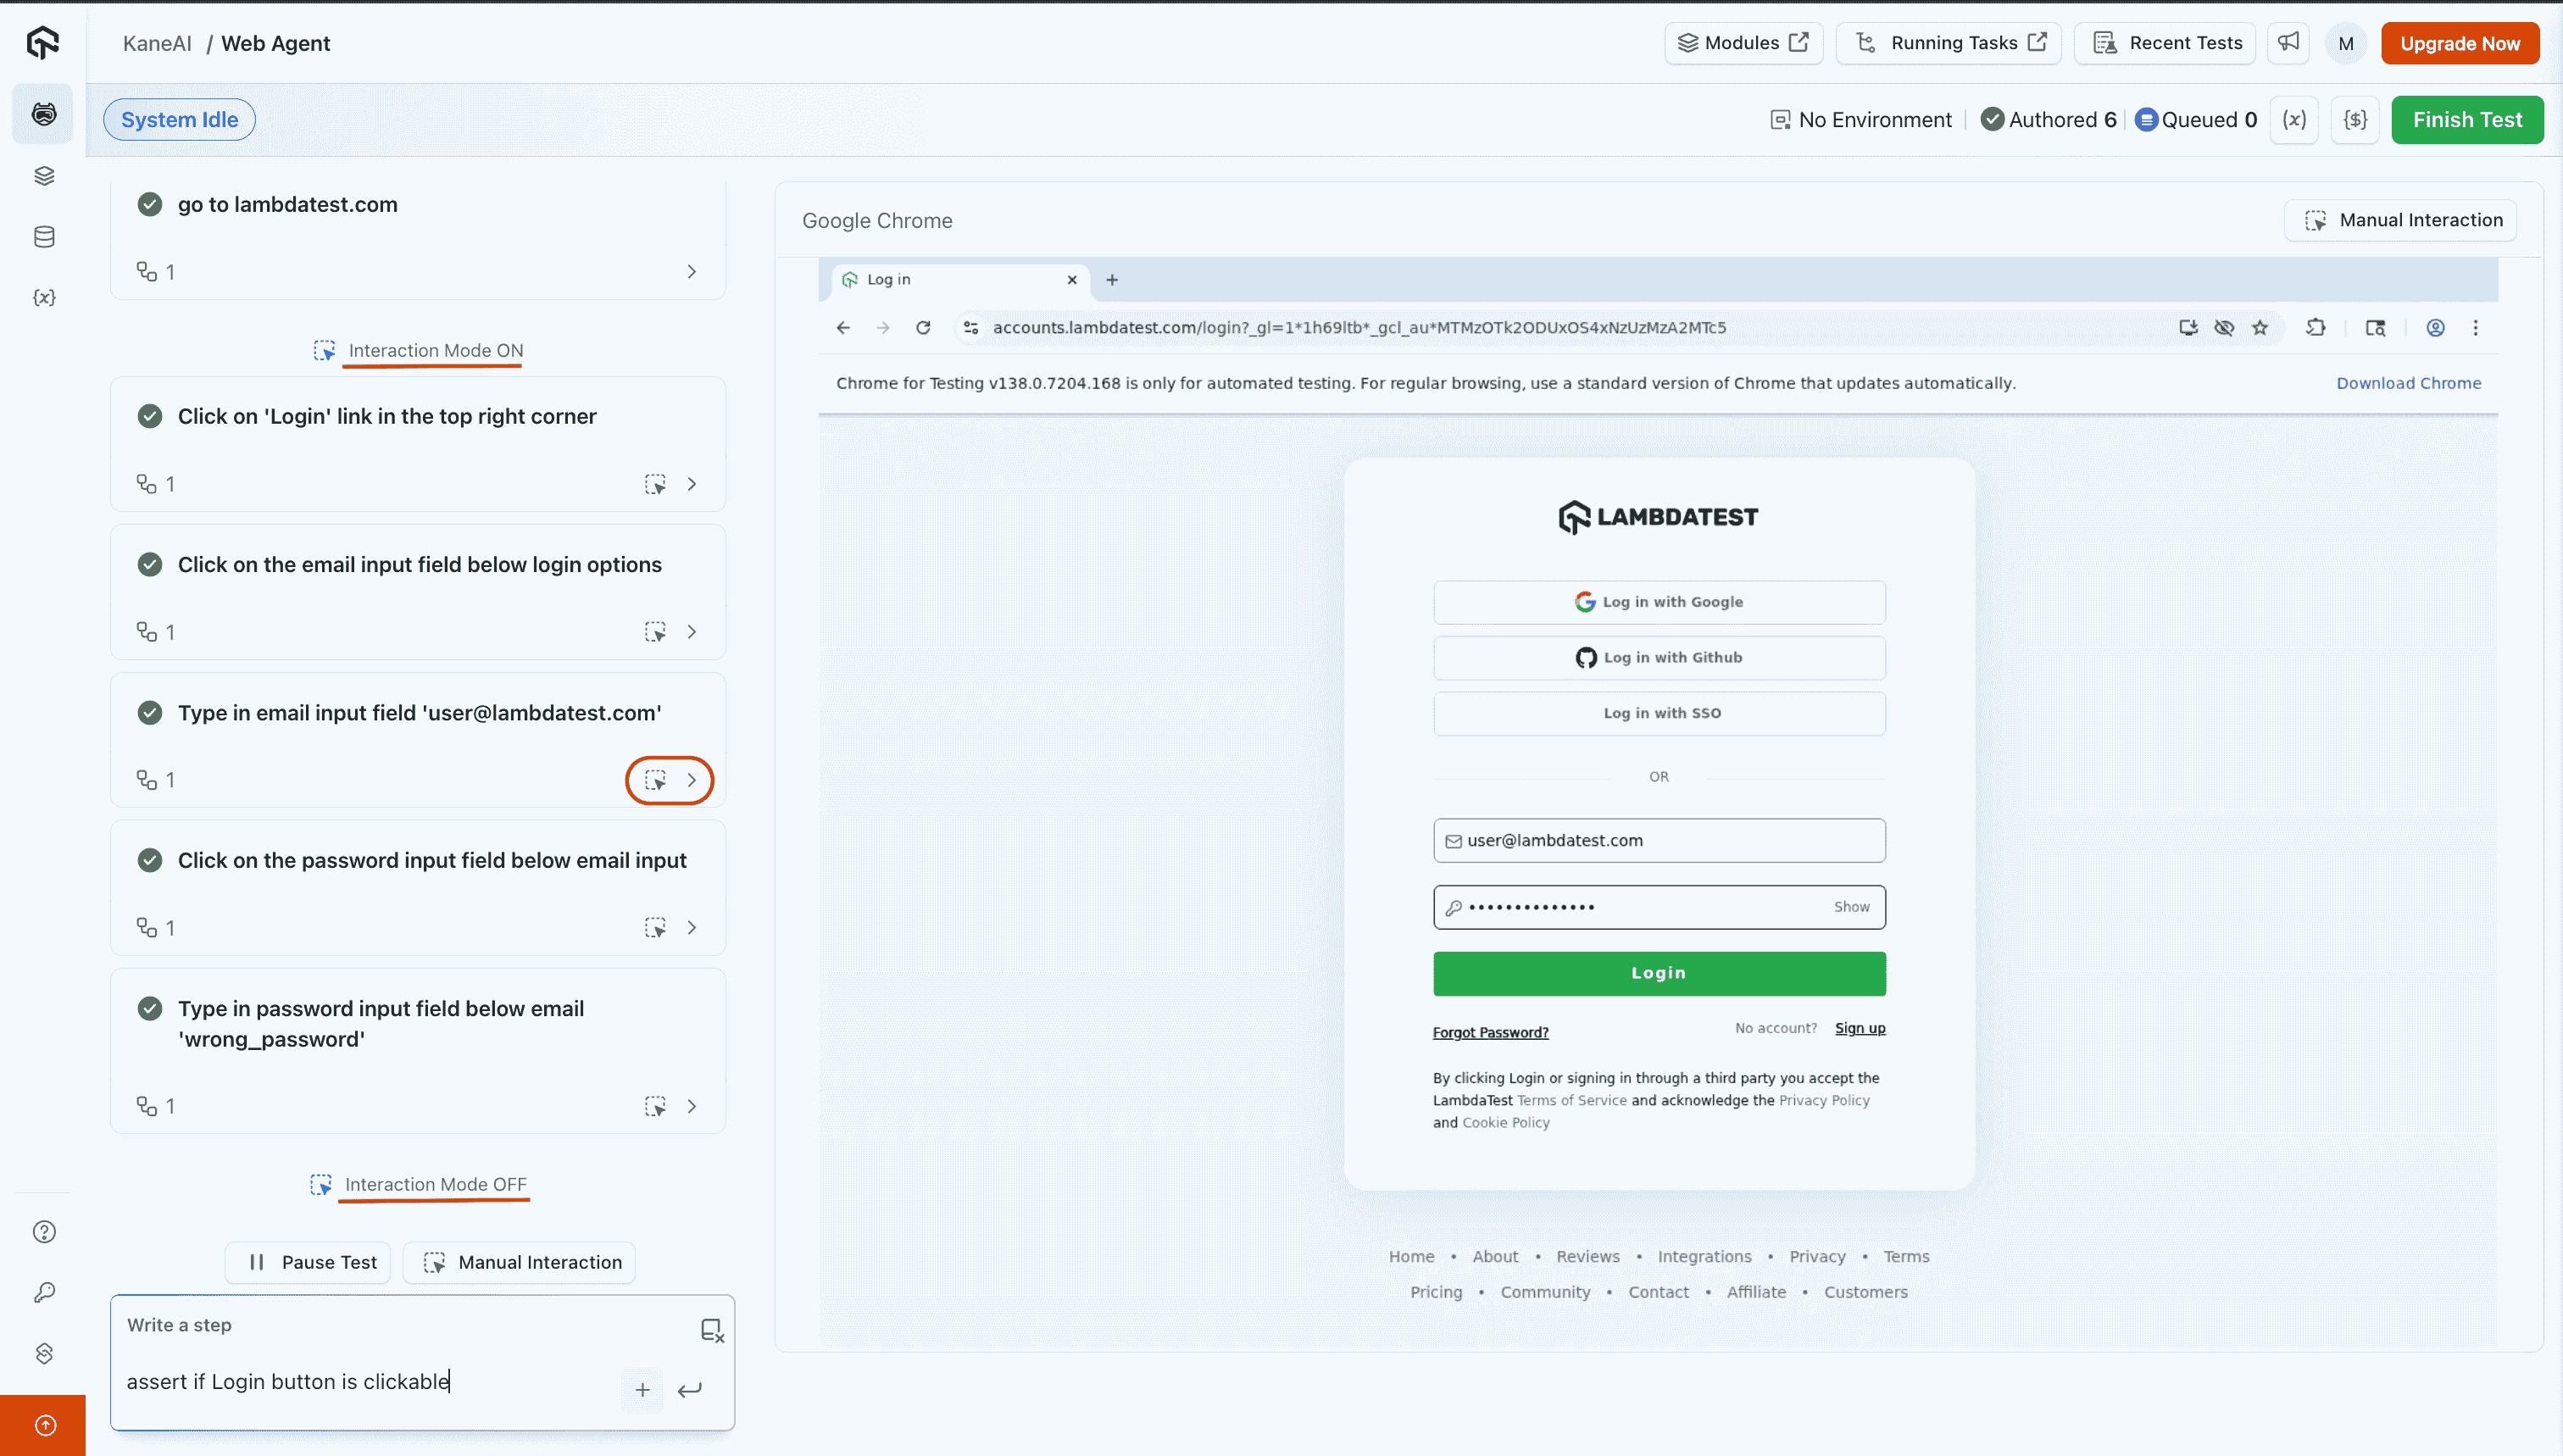 KaneAI / Web Agent
Modules
Running Tasks
Recent Tests
M
Upgrade Now
System Idle
No Environment
Authored 6
Queued 0
(x)
{$}
Finish Test
{x}
go to lambdatest.com
1
Interaction Mode ON
Click on 'Login' link in the top right corner
1
Click on the email input field below login options
1
Type in email input field 'user@lambdatest.com'
1
Click on the password input field below email input
1
Type in password input field below email
'wrong_password'
1
Interaction Mode OFF
Pause Test
Manual Interaction
Write a step
assert if Login button is clickable
Google Chrome
Manual Interaction
Log in
accounts.lambdatest.com/login?_gl=1*1h69ltb*_gcl_au*MTMzOTk2ODUxOS4xNzUzMzA2MTc5
Chrome for Testing v138.0.7204.168 is only for automated testing. For regular browsing, use a standard version of Chrome that updates automatically.
Download Chrome
LAMBDATEST
Log in with Google
Log in with Github
Log in with SSO
OR
user@lambdatest.com
••••••••••••••
Show
Login
Forgot Password?
No account? Sign up
By clicking Login or signing in through a third party you accept the
LambdaTest Terms of Service and acknowledge the Privacy Policy
and Cookie Policy
Home • About • Reviews • Integrations • Privacy • Terms
Pricing • Community • Contact • Affiliate • Customers